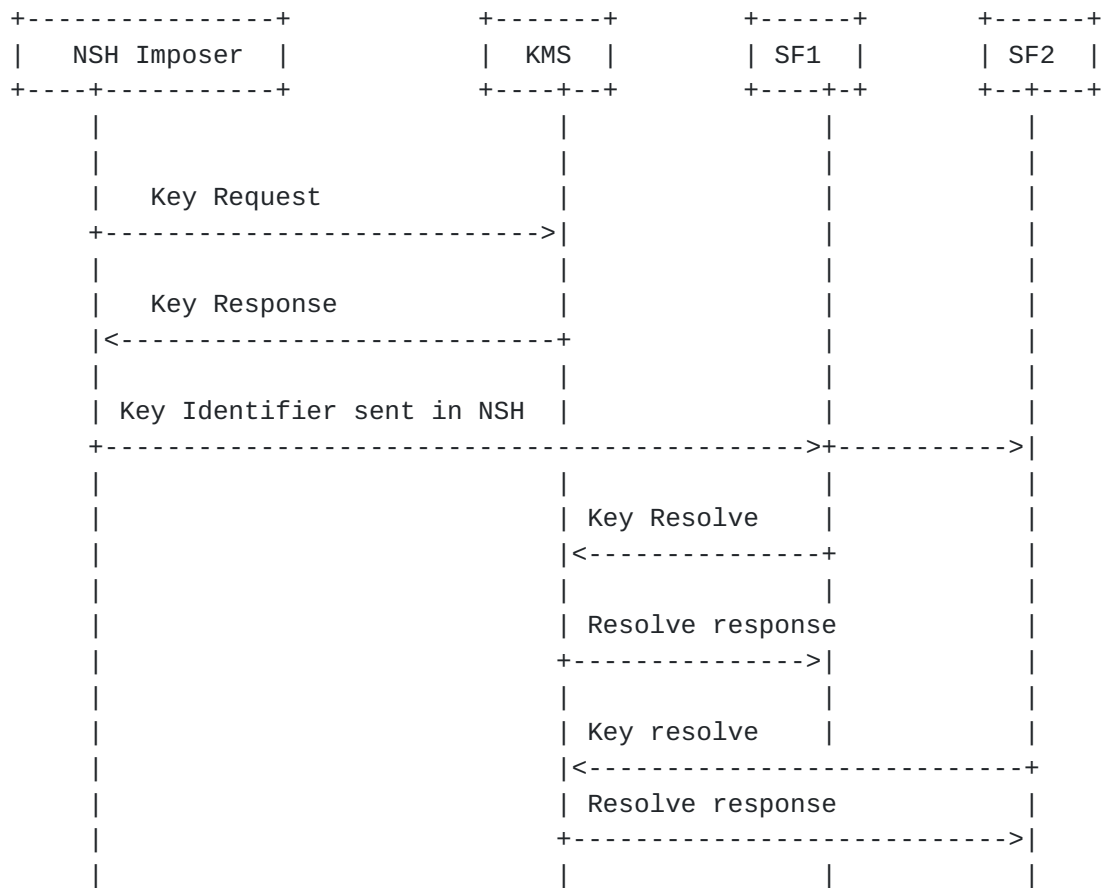 NSH Imposer KMS SF1 SF2
Key Request
Key Response
Key Identifier sent in NSH
Key Resolve
Resolve response
Key resolve
Resolve response